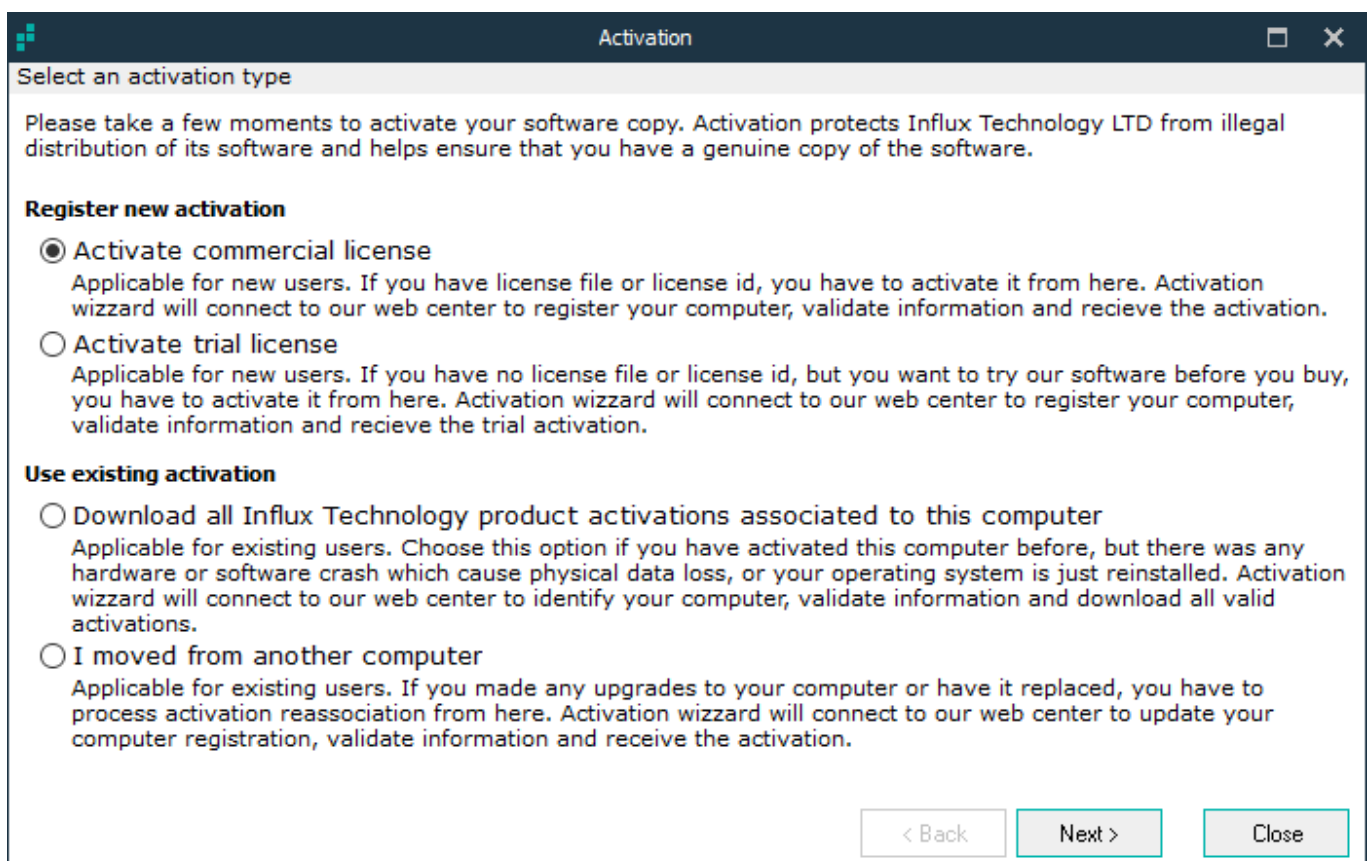 Activation
Select an activation type
Please take a few moments to activate your software copy. Activation protects Influx Technology LTD from illegal
distribution of its software and helps ensure that you have a genuine copy of the software.
Register new activation
Activate commercial license
Applicable for new users. If you have license file or license id, you have to activate it from here. Activation
wizzard will connect to our web center to register your computer, validate information and recieve the activation.
Activate trial license
Applicable for new users. If you have no license file or license id, but you want to try our software before you buy,
you have to activate it from here. Activation wizzard will connect to our web center to register your computer,
validate information and recieve the trial activation.
Use existing activation
Download all Influx Technology product activations associated to this computer
Applicable for existing users. Choose this option if you have activated this computer before, but there was any
hardware or software crash which cause physical data loss, or your operating system is just reinstalled. Activation
wizzard will connect to our web center to identify your computer, validate information and download all valid
activations.
I moved from another computer
Applicable for existing users. If you made any upgrades to your computer or have it replaced, you have to
process activation reassociation from here. Activation wizzard will connect to our web center to update your
computer registration, validate information and receive the activation.
< Back Next > Close